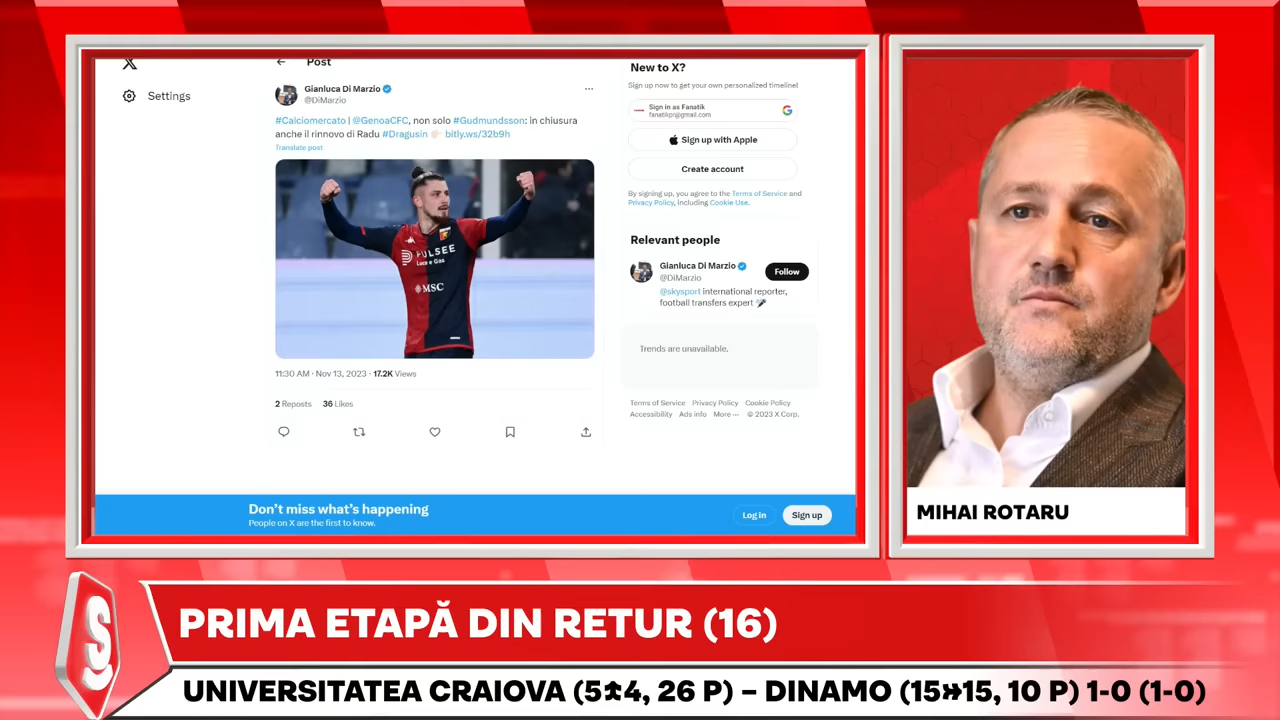 X
Settings
Post
Gianluca Di Marzio
@DiMarzio
#Calciomercato | @GenoaCFC, non solo #Gudmundsson: in chiusura
anche il rinnovo di Radu #Dragusin 👉🏻 bitly.ws/32b9h
Translate post
PULSEE
Luce e Gas
MSC
11:30 AM · Nov 13, 2023 · 17.2K Views
2 Reposts 36 Likes
New to X?
Sign up now to get your own personalized timeline!
Sign in as Fanatik
fanatikpr@gmail.com
Sign up with Apple
Create account
By signing up, you agree to the Terms of Service and
Privacy Policy, including Cookie Use.
Relevant people
Gianluca Di Marzio
@DiMarzio
Follow
@skysport international reporter,
football transfers expert 🎤
Trends are unavailable.
Terms of Service Privacy Policy Cookie Policy
Accessibility Ads info More ··· © 2023 X Corp.
Don’t miss what’s happening
People on X are the first to know.
Log in
Sign up
MIHAI ROTARU
S
PRIMA ETAPĂ DIN RETUR (16)
UNIVERSITATEA CRAIOVA (5⯭4, 26 P) – DINAMO (15»15, 10 P) 1-0 (1-0)